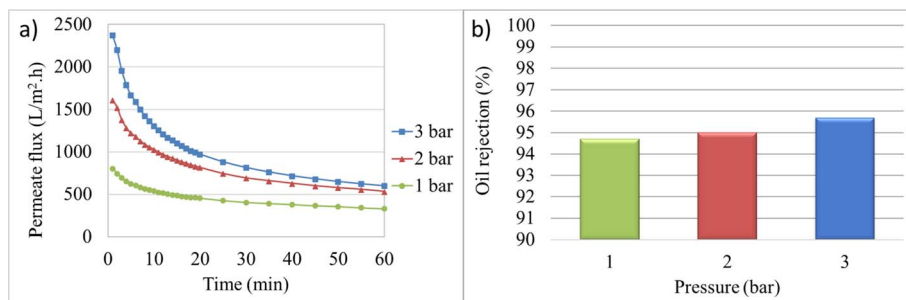 a)
Permeate flux (L/m².h)
2500
2000
1500
1000
500
0
0 10 20 30 40 50 60
Time (min)
3 bar
2 bar
1 bar
b)
Oil rejection (%)
100
99
98
97
96
95
94
93
92
91
90
1 2 3
Pressure (bar)